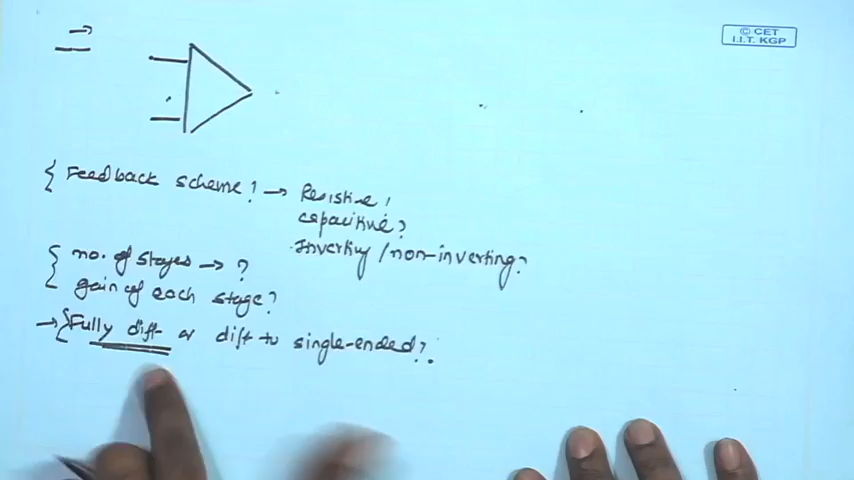 © CET
I.I.T. KGP
{ Feedback scheme? → Resistive?
capacitive?
Inverting / non-inverting?
{ no. of stages → ?
gain of each stage?
→ { Fully diff or diff to single-ended?